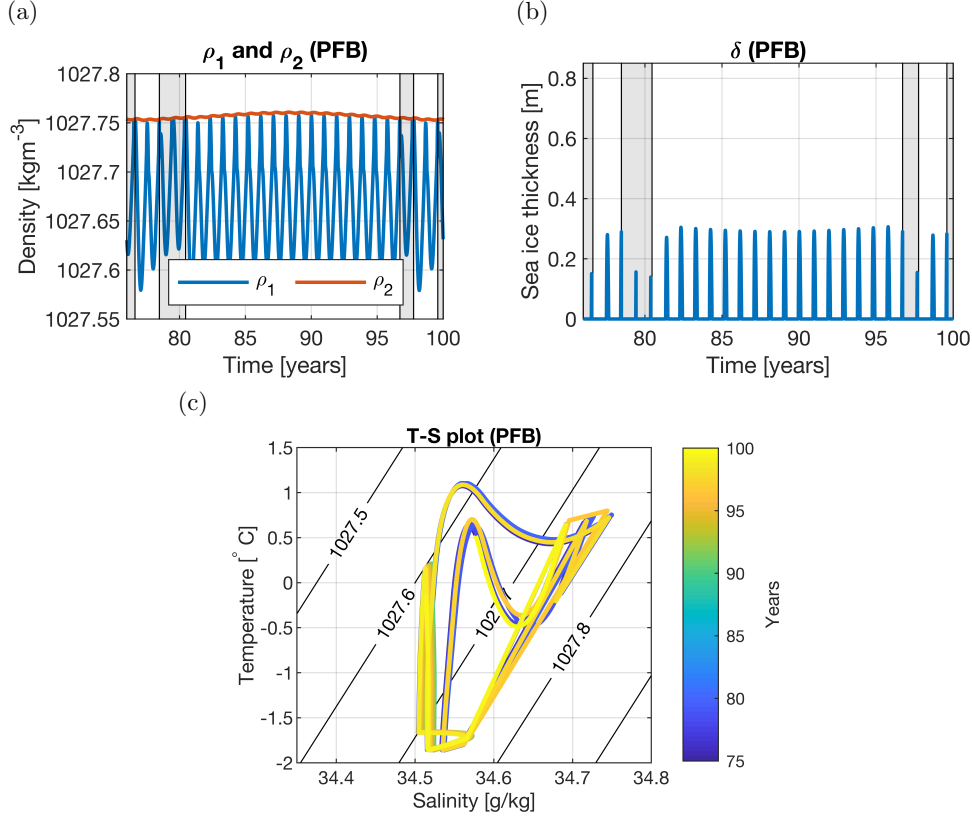 (a)
ρ1 and ρ2 (PFB)
1027.8
1027.75
1027.7
1027.65
1027.6
1027.55
Density [kgm-3]
ρ1 ρ2
80 85 90 95 100
Time [years]
(b)
δ (PFB)
0.8
0.6
0.4
0.2
0
Sea ice thickness [m]
80 85 90 95 100
Time [years]
(c)
T-S plot (PFB)
1.5
1
0.5
0
-0.5
-1
-1.5
-2
Temperature [° C]
1027.5
1027.6
1027.8
34.4 34.5 34.6 34.7 34.8
Salinity [g/kg]
100
95
90
85
80
75
Years